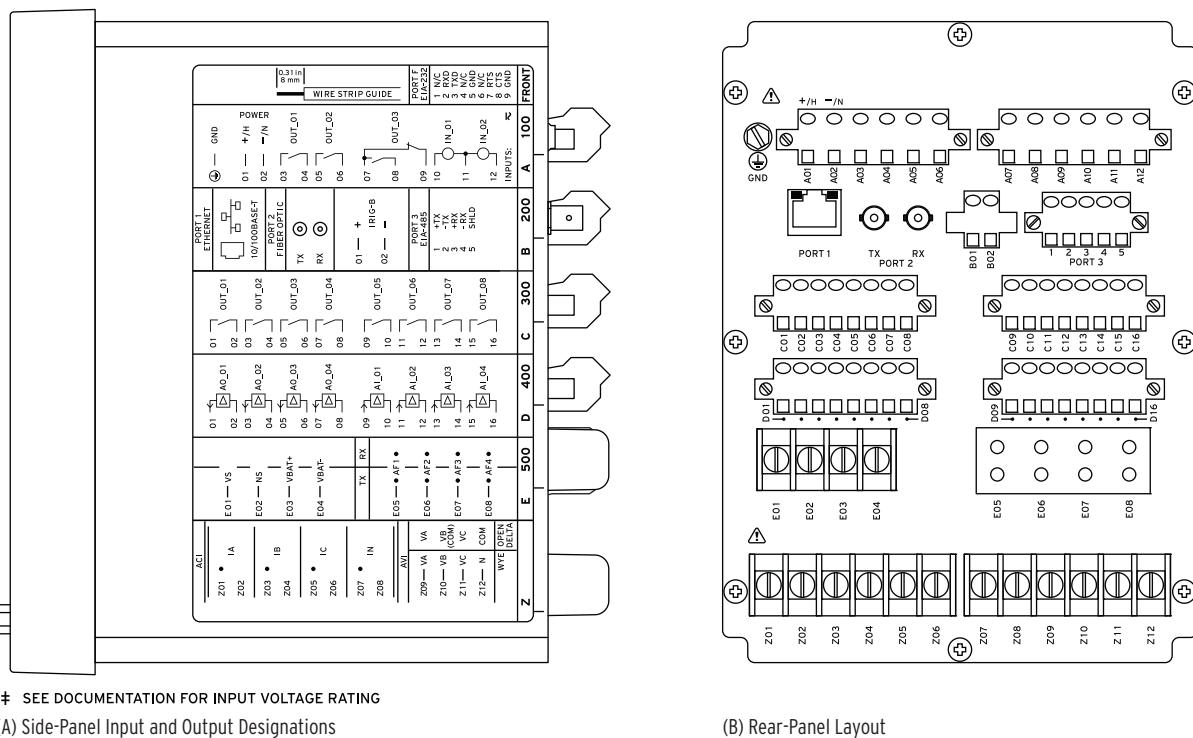 0.31 in
8 mm
WIRE STRIP GUIDE
PORT F
EIA-232
1 N/C
2 RXD
3 TXD
4 N/C
5 GND
6 N/C
7 RTS
8 CTS
9 GND
FRONT
GND
POWER
01 +/H
02 -/N
OUT_01
03
04
OUT_02
05
06
OUT_03
07
08
09
IN_01
IN_02
10
11
12
INPUTS:
A 100
PORT 1
ETHERNET
10/100BASE-T
PORT 2
FIBER OPTIC
TX
RX
01 +
IRIG-B
02 -
PORT 3
EIA-485
1 +TX
2 -TX
3 +RX
4 -RX
5 SHLD
B 200
01
02
OUT_01
03
04
OUT_02
05
06
OUT_03
07
08
OUT_04
09
10
OUT_05
11
12
OUT_06
13
14
OUT_07
15
16
OUT_08
C 300
01
02
AO_01
03
04
AO_02
05
06
AO_03
07
08
AO_04
09
10
AI_01
11
12
AI_02
13
14
AI_03
15
16
AI_04
D 400
E01 VS
E02 NS
E03 VBAT+
E04 VBAT-
TX RX
E05 AF1
E06 AF2
E07 AF3
E08 AF4
E 500
ACI
Z01 IA
Z02
Z03 IB
Z04
Z05 IC
Z06
Z07 IN
Z08
AVI
Z09 VA VA
Z10 VB VB
(COM)
Z11 VC VC
Z12 N COM
WYE OPEN
DELTA
Z
‡ SEE DOCUMENTATION FOR INPUT VOLTAGE RATING
(A) Side-Panel Input and Output Designations
+/H -/N
GND
A01 A02 A03 A04 A05 A06
A07 A08 A09 A10 A11 A12
PORT 1
TX RX
PORT 2
B01 B02
1 2 3 4 5
PORT 3
C01 C02 C03 C04 C05 C06 C07 C08
C09 C10 C11 C12 C13 C14 C15 C16
D01 D08
D09 D16
E01 E02 E03 E04
E05 E06 E07 E08
Z01 Z02 Z03 Z04 Z05 Z06
Z07 Z08 Z09 Z10 Z11 Z12
(B) Rear-Panel Layout